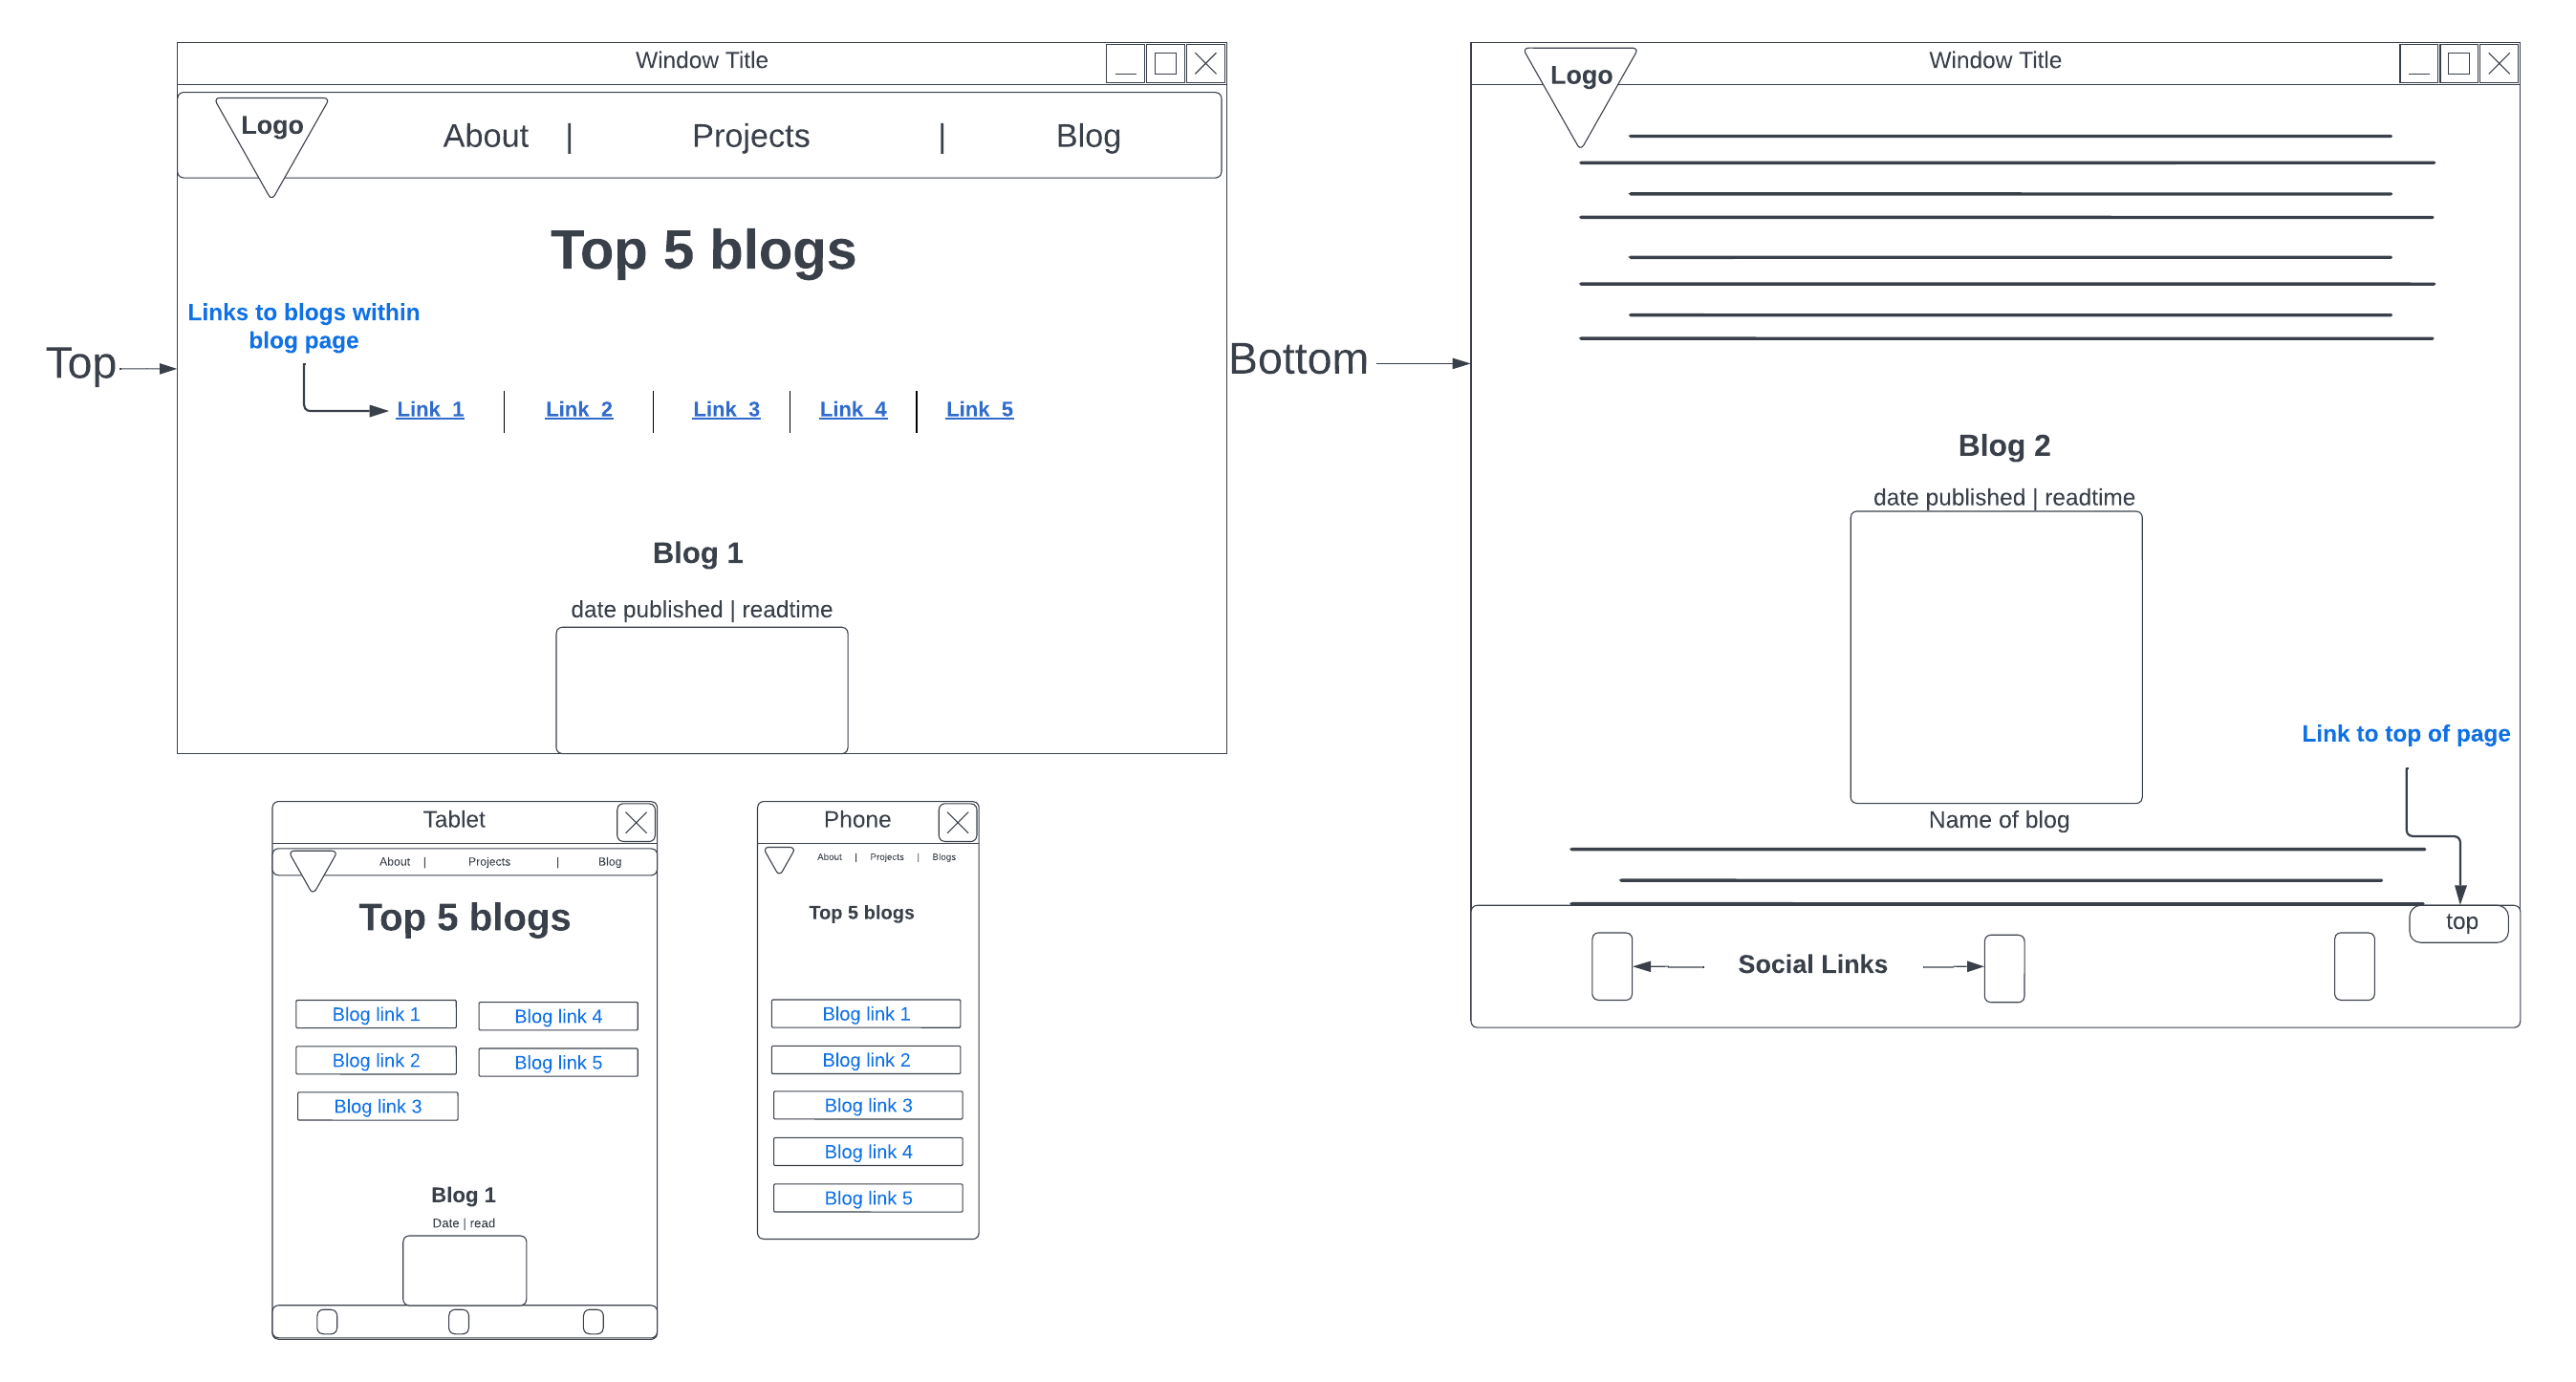 Window Title
Logo
About | Projects | Blog
Top 5 blogs
Links to blogs within
blog page
Top
Link 1
Link 2
Link 3
Link 4
Link 5
Blog 1
date published | readtime
Window Title
Logo
Bottom
Blog 2
date published | readtime
Link to top of page
Name of blog
top
Social Links
Tablet
About | Projects | Blog
Top 5 blogs
Blog link 1
Blog link 4
Blog link 2
Blog link 5
Blog link 3
Blog 1
Date | read
Phone
About | Projects | Blogs
Top 5 blogs
Blog link 1
Blog link 2
Blog link 3
Blog link 4
Blog link 5